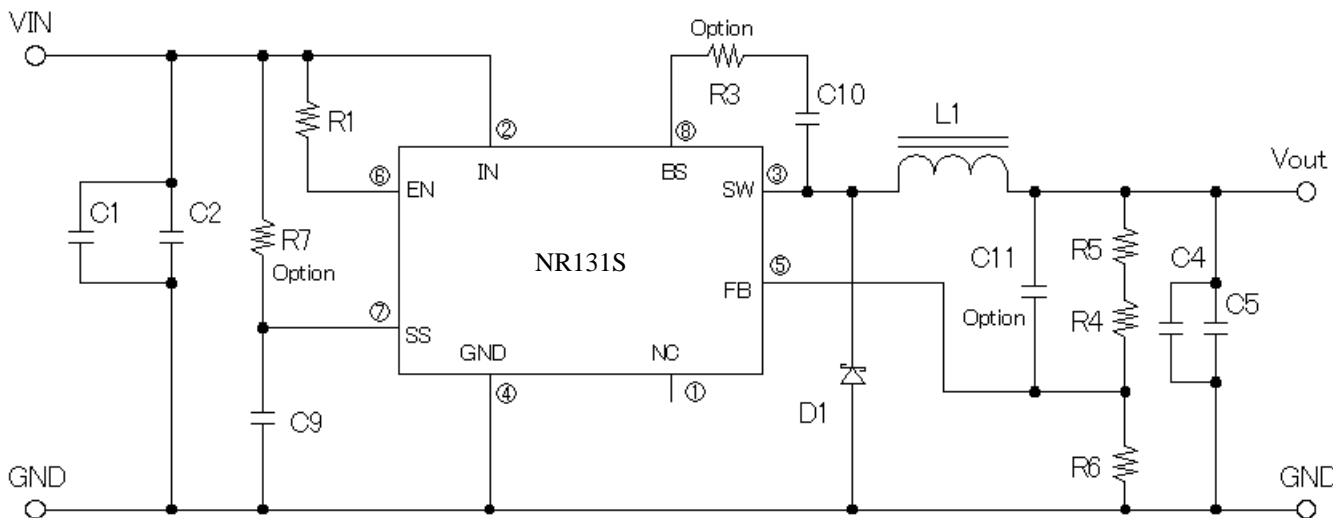 VIN
Option
R3
C10
L1
R1
②
⑧
⑥
EN
IN
BS
SW
③
Vout
C1
C2
R7
Option
NR131S
⑤
FB
C11
Option
R5
R4
C4
C5
⑦
SS
GND
NC
④
①
C9
D1
R6
GND
GND